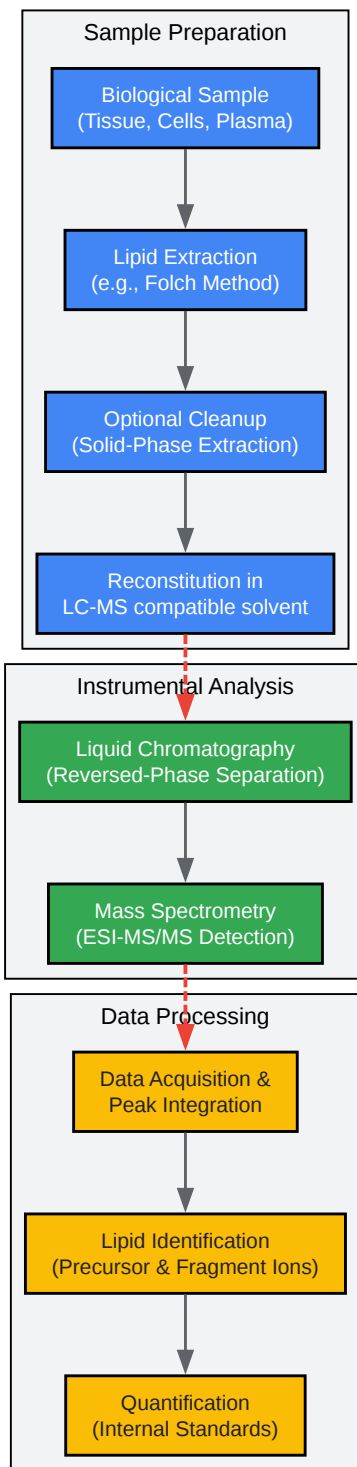 Sample Preparation
Biological Sample
(Tissue, Cells, Plasma)
Lipid Extraction
(e.g., Folch Method)
Optional Cleanup
(Solid-Phase Extraction)
Reconstitution in
LC-MS compatible solvent
Instrumental Analysis
Liquid Chromatography
(Reversed-Phase Separation)
Mass Spectrometry
(ESI-MS/MS Detection)
Data Processing
Data Acquisition &
Peak Integration
Lipid Identification
(Precursor & Fragment Ions)
Quantification
(Internal Standards)